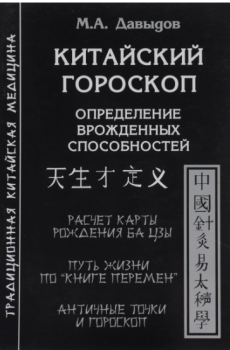 М.А. Давыдов
КИТАЙСКИЙ
ГОРОСКОП
ОПРЕДЕЛЕНИЕ
ВРОЖДЕННЫХ
СПОСОБНОСТЕЙ
天生才定义
РАСЧЕТ КАРТЫ
РОЖДЕНИЯ БА ЦЗЫ
ПУТЬ ЖИЗНИ
ПО "КНИГЕ ПЕРЕМЕН"
АНТИЧНЫЕ ТОЧКИ
И ГОРОСКОП
ТРАДИЦИОННАЯ КИТАЙСКАЯ МЕДИЦИНА
中國針灸易太極學